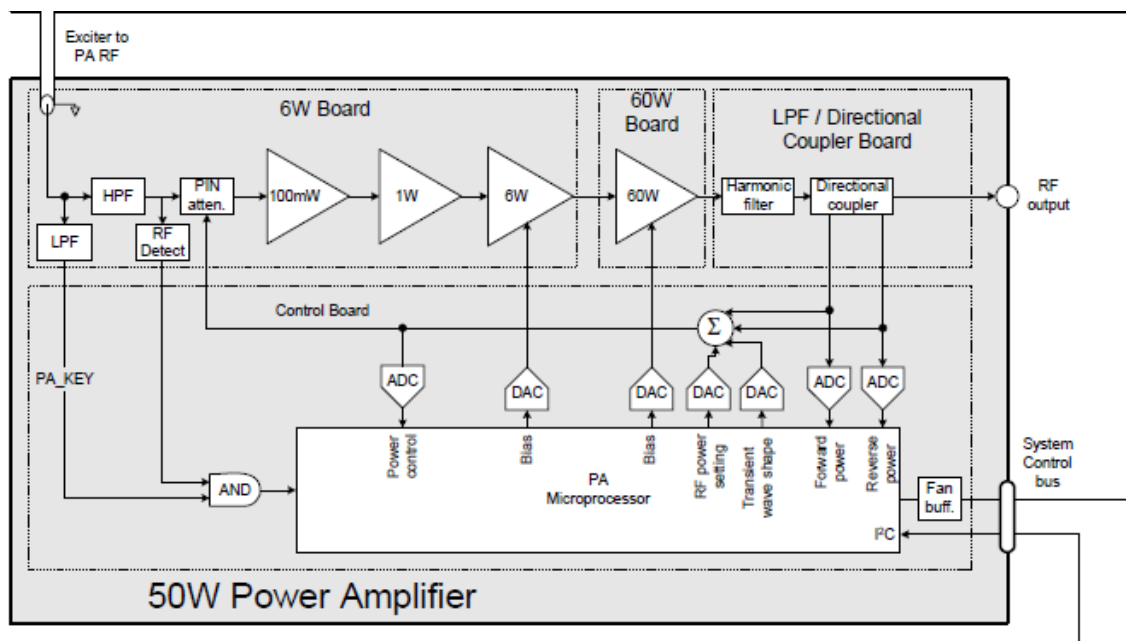 Exciter to
PA RF
6W Board
60W
Board
LPF / Directional
Coupler Board
HPF
PIN
atten.
100mW
1W
6W
60W
Harmonic
filter
Directional
coupler
RF
output
LPF
RF
Detect
Control Board
Σ
PA_KEY
ADC
DAC
DAC
DAC
DAC
ADC
ADC
Power
control
Bias
Bias
RF power
setting
Transient
wave shape
Forward
power
Reverse
power
AND
PA
Microprocessor
System
Control
bus
Fan
buff.
I²C
50W Power Amplifier